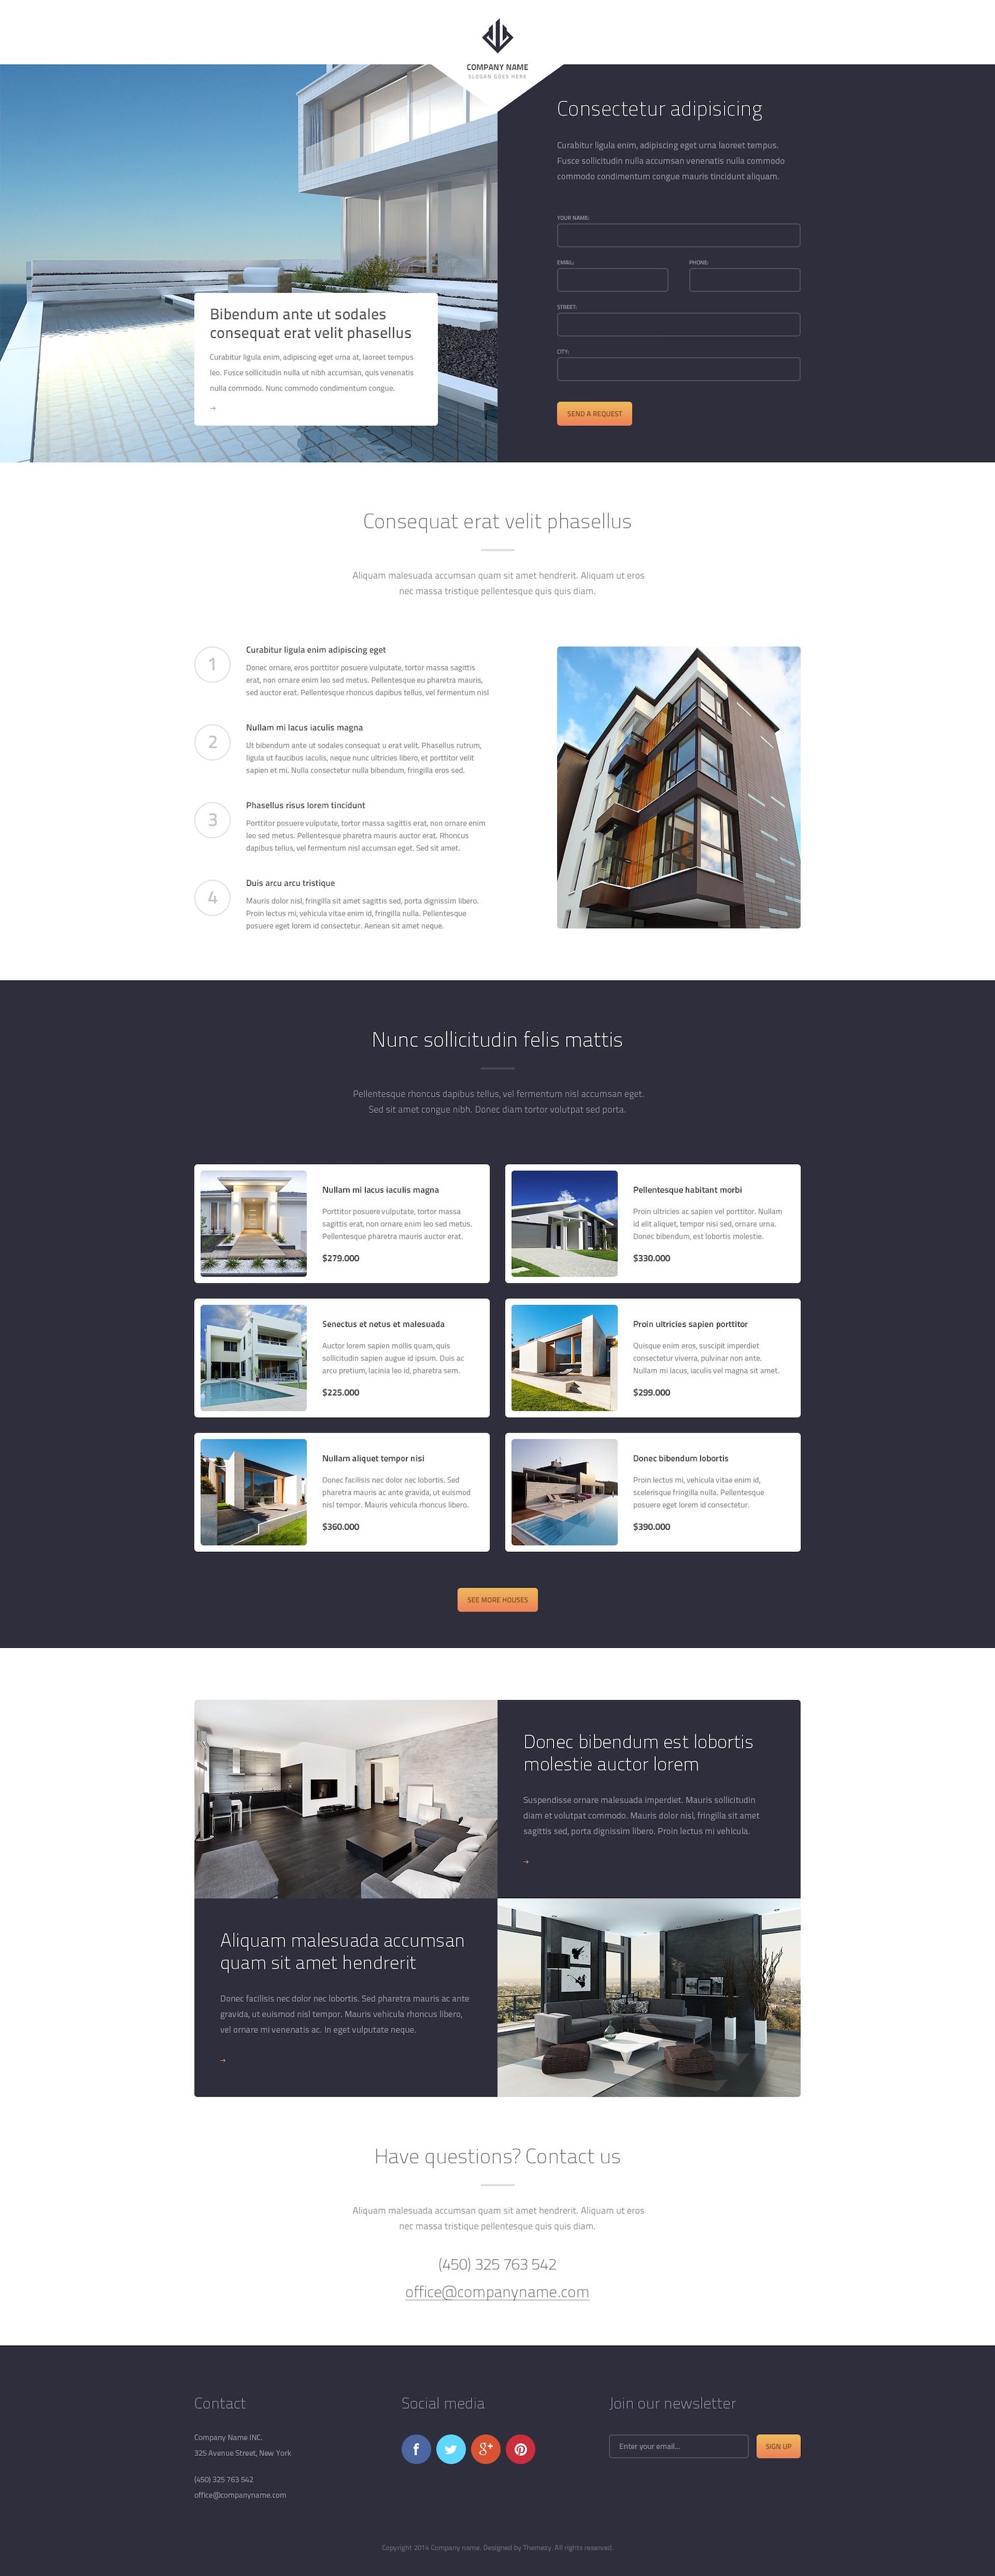 COMPANY NAME
SLOGAN GOES HERE
Consectetur adipisicing
Curabitur ligula enim, adipiscing eget urna laoreet tempus.
Fusce sollicitudin nulla accumsan venenatis nulla commodo
commodo condimentum congue mauris tincidunt aliquam.
YOUR NAME:
EMAIL:
PHONE:
STREET:
CITY:
SEND A REQUEST
Bibendum ante ut sodales
consequat erat velit phasellus
Curabitur ligula enim, adipiscing eget urna at, laoreet tempus
leo. Fusce sollicitudin nulla ut nibh accumsan, quis venenatis
nulla commodo. Nunc commodo condimentum congue.
→
Consequat erat velit phasellus
Aliquam malesuada accumsan quam sit amet hendrerit. Aliquam ut eros
nec massa tristique pellentesque quis quis diam.
1
Curabitur ligula enim adipiscing eget
Donec ornare, eros porttitor posuere vulputate, tortor massa sagittis
erat, non ornare enim leo sed metus. Pellentesque eu pharetra mauris,
sed auctor erat. Pellentesque rhoncus dapibus tellus, vel fermentum nisl
2
Nullam mi lacus iaculis magna
Ut bibendum ante ut sodales consequat u erat velit. Phasellus rutrum,
ligula ut faucibus iaculis, neque nunc ultricies libero, et porttitor velit
sapien et mi. Nulla consectetur nulla bibendum, fringilla eros sed.
3
Phasellus risus lorem tincidunt
Porttitor posuere vulputate, tortor massa sagittis erat, non ornare enim
leo sed metus. Pellentesque pharetra mauris auctor erat. Rhoncus
dapibus tellus, vel fermentum nisl accumsan eget. Sed sit amet.
4
Duis arcu arcu tristique
Mauris dolor nisl, fringilla sit amet sagittis sed, porta dignissim libero.
Proin lectus mi, vehicula vitae enim id, fringilla nulla. Pellentesque
posuere eget lorem id consectetur. Aenean sit amet neque.
Nunc sollicitudin felis mattis
Pellentesque rhoncus dapibus tellus, vel fermentum nisl accumsan eget.
Sed sit amet congue nibh. Donec diam tortor volutpat sed porta.
Nullam mi lacus iaculis magna
Porttitor posuere vulputate, tortor massa
sagittis erat, non ornare enim leo sed metus.
Pellentesque pharetra mauris auctor erat.
$279.000
Pellentesque habitant morbi
Proin ultricies ac sapien vel porttitor. Nullam
id elit aliquet, tempor nisi sed, ornare urna.
Donec bibendum, est lobortis molestie.
$330.000
Senectus et netus et malesuada
Auctor lorem sapien mollis quam, quis
sollicitudin sapien augue id ipsum. Duis ac
arcu pretium, lacinia leo id, pharetra sem.
$225.000
Proin ultricies sapien porttitor
Quisque enim eros, suscipit imperdiet
consectetur viverra, pulvinar non ante.
Nullam mi lacus, iaculis vel magna sit amet.
$299.000
Nullam aliquet tempor nisi
Donec facilisis nec dolor nec lobortis. Sed
pharetra mauris ac ante gravida, ut euismod
nisl tempor. Mauris vehicula rhoncus libero.
$360.000
Donec bibendum lobortis
Proin lectus mi, vehicula vitae enim id,
scelerisque fringilla nulla. Pellentesque
posuere eget lorem id consectetur.
$390.000
SEE MORE HOUSES
Donec bibendum est lobortis
molestie auctor lorem
Suspendisse ornare malesuada imperdiet. Mauris sollicitudin
diam et volutpat commodo. Mauris dolor nisl, fringilla sit amet
sagittis sed, porta dignissim libero. Proin lectus mi vehicula.
→
Aliquam malesuada accumsan
quam sit amet hendrerit
Donec facilisis nec dolor nec lobortis. Sed pharetra mauris ac ante
gravida, ut euismod nisl tempor. Mauris vehicula rhoncus libero,
vel ornare mi venenatis ac. In eget vulputate neque.
→
Have questions? Contact us
Aliquam malesuada accumsan quam sit amet hendrerit. Aliquam ut eros
nec massa tristique pellentesque quis quis diam.
(450) 325 763 542
office@companyname.com
Contact
Company Name INC.
325 Avenue Street, New York
(450) 325 763 542
office@companyname.com
Social media
Join our newsletter
Enter your email...
SIGN UP
Copyright 2014 Company name. Designed by Themezy. All rights reserved.